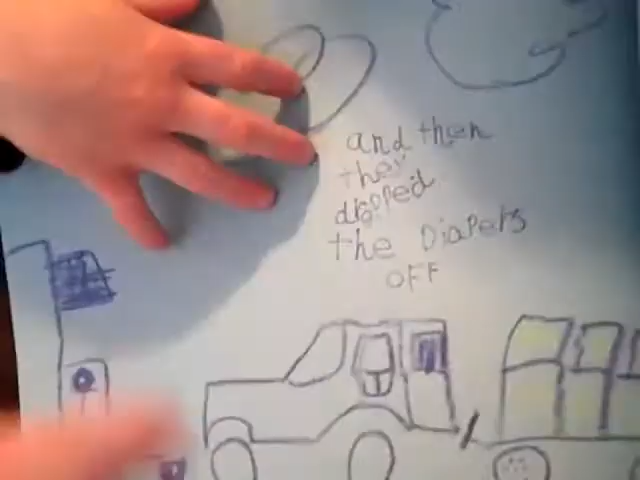 and then
they
dropped
the Diapers
OFF